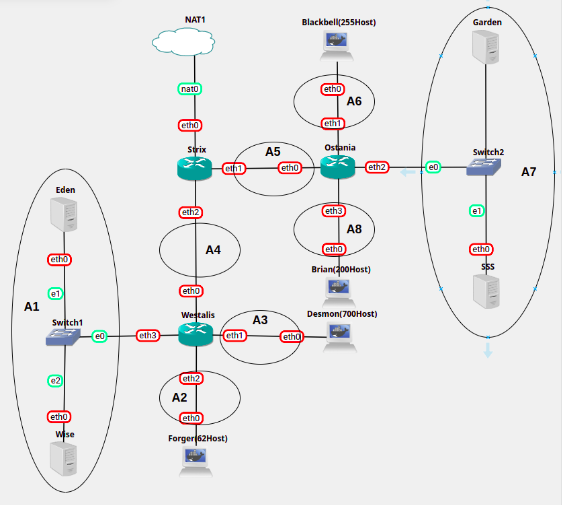 NAT1
nat0
eth0
Strix
eth1
A5
eth0
Ostania
Blackbell(255Host)
eth0
A6
eth1
eth2
e0
Garden
Switch2
A7
e1
eth0
SSS
eth3
A8
eth0
Brian(200Host)
eth2
A4
eth0
Westalis
eth1
A3
eth0
Desmon(700Host)
eth3
e0
Eden
eth0
e1
A1
Switch1
e2
eth0
Wise
eth2
A2
eth0
Forger(62Host)